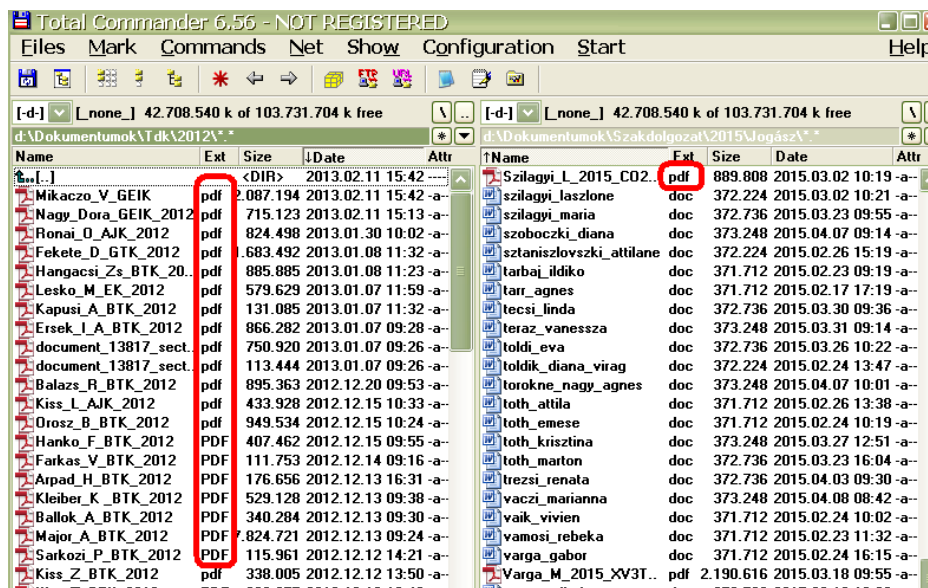 Total Commander 6.56 - NOT REGISTERED
Files Mark Commands Net Show Configuration Start Help
[-d-] [_none_] 42.708.540 k of 103.731.704 k free \ ..
d:\Dokumentumok\Tdk\2012\*.* *
Name Ext Size ↓Date Attr
[..] <DIR> 2013.02.11 15:42 ----
Mikaczo_V_GEIK pdf 2.087.194 2013.02.11 15:42 -a--
Nagy_Dora_GEIK_2012 pdf 715.123 2013.02.11 15:13 -a--
Ronai_O_AJK_2012 pdf 824.498 2013.01.30 10:02 -a--
Fekete_D_GTK_2012 pdf 1.683.492 2013.01.08 11:32 -a--
Hangacsi_Zs_BTK_20.. pdf 885.885 2013.01.08 11:23 -a--
Lesko_M_EK_2012 pdf 579.629 2013.01.07 11:59 -a--
Kapusi_A_BTK_2012 pdf 131.085 2013.01.07 11:32 -a--
Ersek_I_A_BTK_2012 pdf 866.282 2013.01.07 09:28 -a--
document_13817_sect.. pdf 750.920 2013.01.07 09:26 -a--
document_13817_sect.. pdf 113.444 2013.01.07 09:26 -a--
Balazs_R_BTK_2012 pdf 895.363 2012.12.20 09:53 -a--
Kiss_L_AJK_2012 pdf 433.928 2012.12.15 10:33 -a--
Orosz_B_BTK_2012 pdf 949.534 2012.12.15 10:24 -a--
Hanko_F_BTK_2012 PDF 407.462 2012.12.15 09:55 -a--
Farkas_V_BTK_2012 PDF 111.753 2012.12.14 09:16 -a--
Arpad_H_BTK_2012 PDF 176.656 2012.12.13 16:31 -a--
Kleiber_K _BTK_2012 PDF 529.128 2012.12.13 09:38 -a--
Ballok_A_BTK_2012 PDF 340.284 2012.12.13 09:30 -a--
Major_A_BTK_2012 PDF 7.824.721 2012.12.13 09:24 -a--
Sarkozi_P_BTK_2012 PDF 115.961 2012.12.12 14:21 -a--
Kiss_Z_BTK_2012 pdf 338.005 2012.12.10 13:50 -a--
[-d-] [_none_] 42.708.540 k of 103.731.704 k free \
d:\Dokumentumok\Szakdolgozat\2015\Jogász\*.* *
↑Name Ext Size Date Attr
Szilagyi_L_2015_CO2.. pdf 889.808 2015.03.02 10:19 -a--
szilagyi_laszlone doc 372.224 2015.03.02 10:21 -a--
szilagyi_maria doc 372.736 2015.03.23 09:55 -a--
szoboczki_diana doc 373.248 2015.04.07 09:14 -a--
sztaniszlovszki_attilane doc 372.224 2015.02.26 15:19 -a--
tarbaj_ildiko doc 371.712 2015.02.23 09:19 -a--
tarr_agnes doc 371.712 2015.02.17 17:19 -a--
tecsi_linda doc 372.736 2015.03.30 09:36 -a--
teraz_vanessza doc 373.248 2015.03.31 09:14 -a--
toldi_eva doc 372.736 2015.03.26 10:22 -a--
toldik_diana_virag doc 372.224 2015.02.24 13:47 -a--
torokne_nagy_agnes doc 373.248 2015.04.07 10:01 -a--
toth_attila doc 371.712 2015.02.26 13:38 -a--
toth_emese doc 371.712 2015.02.24 10:19 -a--
toth_krisztina doc 373.248 2015.03.27 12:51 -a--
toth_marton doc 372.736 2015.03.23 16:04 -a--
trezsi_renata doc 372.736 2015.04.03 09:30 -a--
vaczi_marianna doc 373.248 2015.04.08 08:42 -a--
vaik_vivien doc 371.712 2015.02.24 10:02 -a--
vamosi_rebeka doc 371.712 2015.02.23 11:32 -a--
varga_gabor doc 371.712 2015.02.24 16:15 -a--
Varga_M_2015_XV3T.. pdf 2.190.616 2015.02.18 09:55 -a--